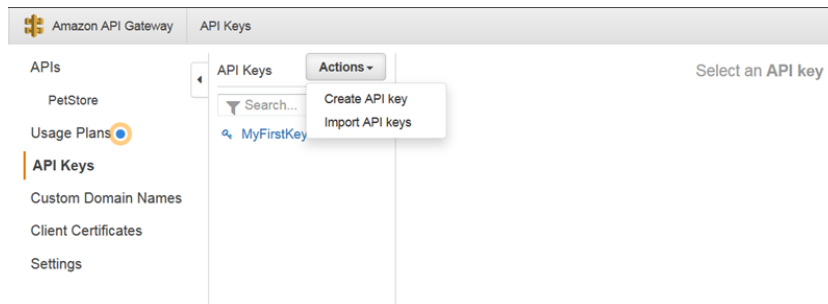 Amazon API Gateway
API Keys
APIs
PetStore
Usage Plans
API Keys
Custom Domain Names
Client Certificates
Settings
API Keys
Actions
Search...
MyFirstKey
Create API key
Import API keys
Select an API key